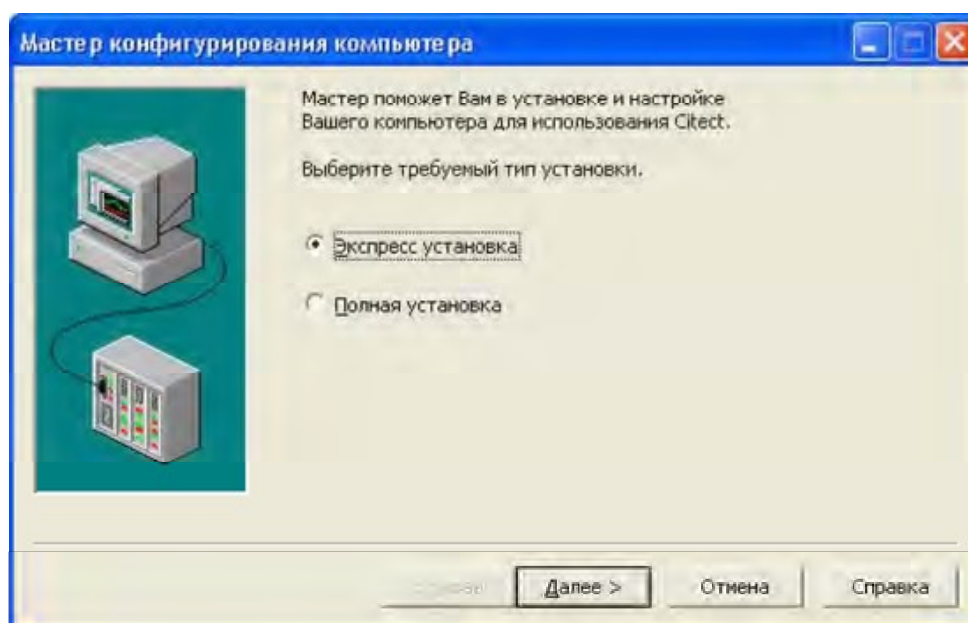 Мастер конфигурирования компьютера
Мастер поможет Вам в установке и настройке
Вашего компьютера для использования Citect.
Выберите требуемый тип установки.
Экспресс установка
Полная установка
Далее >
Отмена
Справка